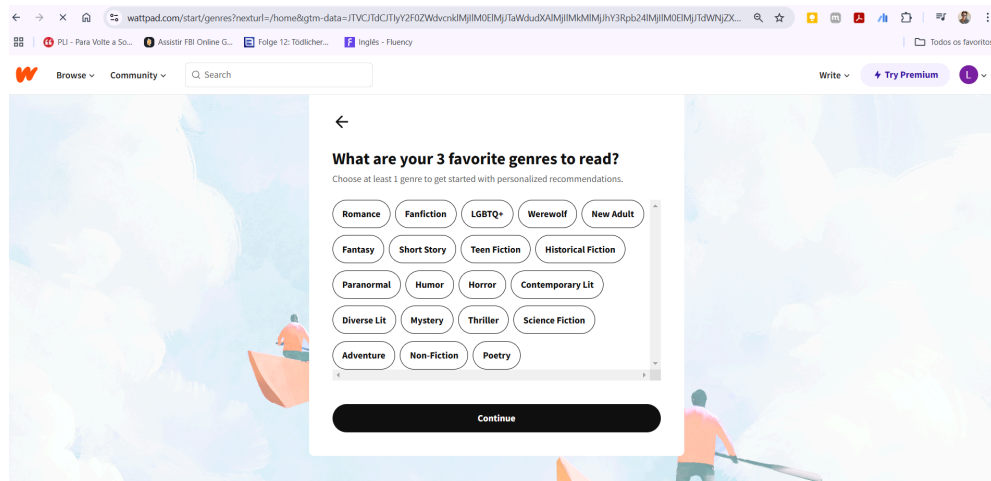 wattpad.com/start/genres?nexturl=/home&gtm-data=JTVCJTdCJTIyY2F0ZWdvcnklMjIlM0ElMjJTaWdudXAlMjIlMkMlMjJhY3Rpb24lMjIlM0ElMjJTdWNjZX...
PLI - Para Volte a So... Assistir FBI Online G... Folge 12: Tödlicher... Inglês - Fluency Todos os favoritos
Browse Community Search Write Try Premium L
What are your 3 favorite genres to read?
Choose at least 1 genre to get started with personalized recommendations.
Romance Fanfiction LGBTQ+ Werewolf New Adult
Fantasy Short Story Teen Fiction Historical Fiction
Paranormal Humor Horror Contemporary Lit
Diverse Lit Mystery Thriller Science Fiction
Adventure Non-Fiction Poetry
Continue